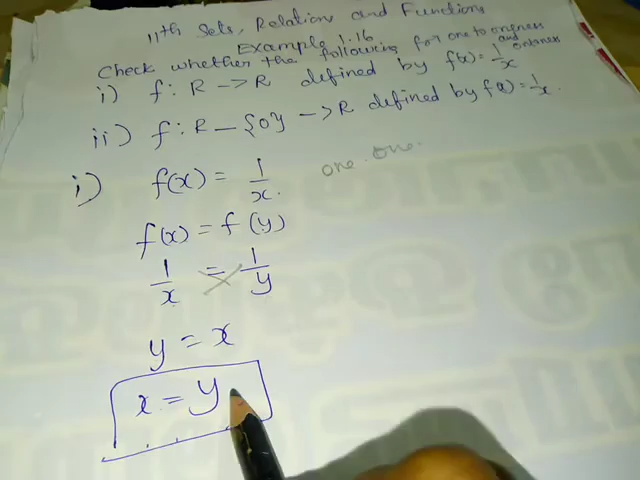 11th Sets, Relations and Functions
Example 1.16
Check whether the following for one to oneness and ontoness
i) f: R -> R defined by f(x) = 1/x
ii) f: R - {0} -> R defined by f(x) = 1/x.
i) f(x) = 1/x. one. one.
f(x) = f(y)
1/x = 1/y
y = x
x = y